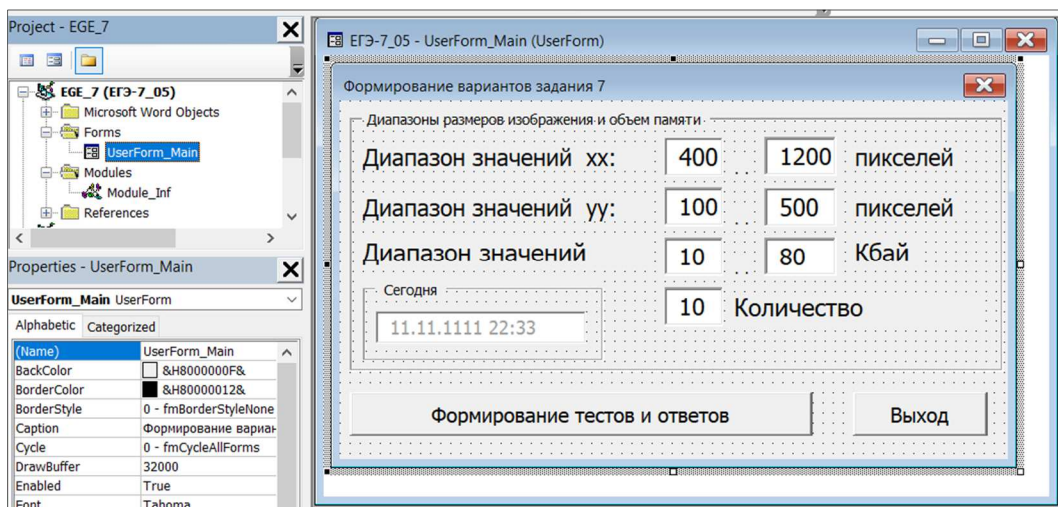 Project - EGE_7
EGE_7 (ЕГЭ-7_05)
Microsoft Word Objects
Forms
UserForm_Main
Modules
Module_Inf
References
Properties - UserForm_Main
UserForm_Main UserForm
Alphabetic Categorized
(Name) UserForm_Main
BackColor &H8000000F&
BorderColor &H80000012&
BorderStyle 0 - fmBorderStyleNone
Caption Формирование вариан
Cycle 0 - fmCycleAllForms
DrawBuffer 32000
Enabled True
Font Tahoma
ЕГЭ-7_05 - UserForm_Main (UserForm)
Формирование вариантов задания 7
Диапазоны размеров изображения и объем памяти
Диапазон значений xx: 400 .. 1200 пикселей
Диапазон значений yy: 100 .. 500 пикселей
Диапазон значений 10 .. 80 Кбай
Сегодня
11.11.1111 22:33
10 Количество
Формирование тестов и ответов
Выход